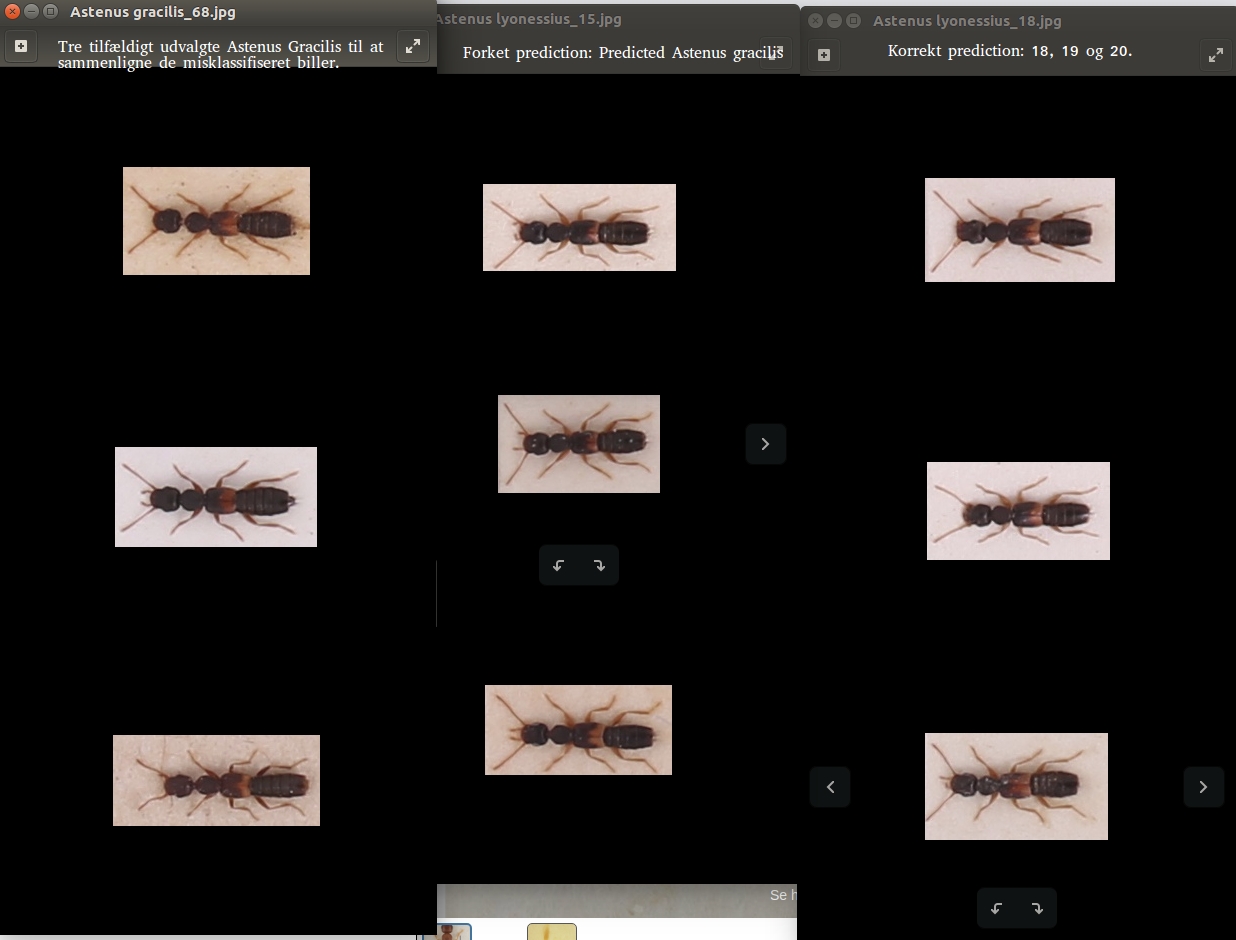 Astenus gracilis_68.jpg
Tre tilfældigt udvalgte Astenus Gracilis til at
sammenligne de misklassifiseret biller.
Astenus lyonessius_15.jpg
Forket prediction: Predicted Astenus gracilis
Astenus lyonessius_18.jpg
Korrekt prediction: 18, 19 og 20.
Se